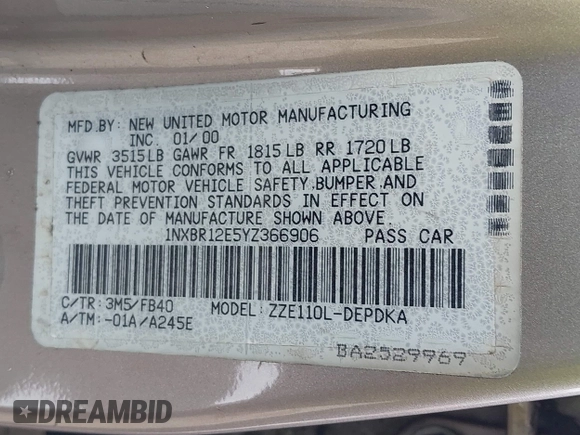 MFD.BY: NEW UNITED MOTOR MANUFACTURING
INC. 01/00
GVWR 3515LB GAWR FR 1815LB RR 1720LB
THIS VEHICLE CONFORMS TO ALL APPLICABLE
FEDERAL MOTOR VEHICLE SAFETY,BUMPER,AND
THEFT PREVENTION STANDARDS IN EFFECT ON
THE DATE OF MANUFACTURE SHOWN ABOVE.
1NXBR12E5YZ366906 PASS CAR
C/TR: 3M5/FB40
A/TM: -01A/A245E
MODEL: ZZE110L-DEPDKA
BA2529969
DREAMBID